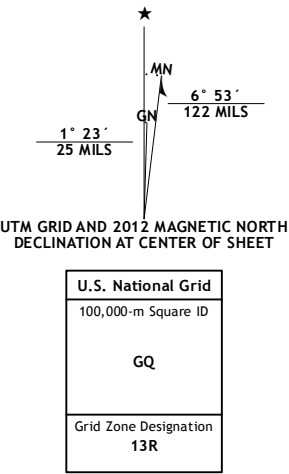 ★
MN
GN
6° 53´
122 MILS
1° 23´
25 MILS
UTM GRID AND 2012 MAGNETIC NORTH
DECLINATION AT CENTER OF SHEET
U.S. National Grid
100,000-m Square ID
GQ
Grid Zone Designation
13R